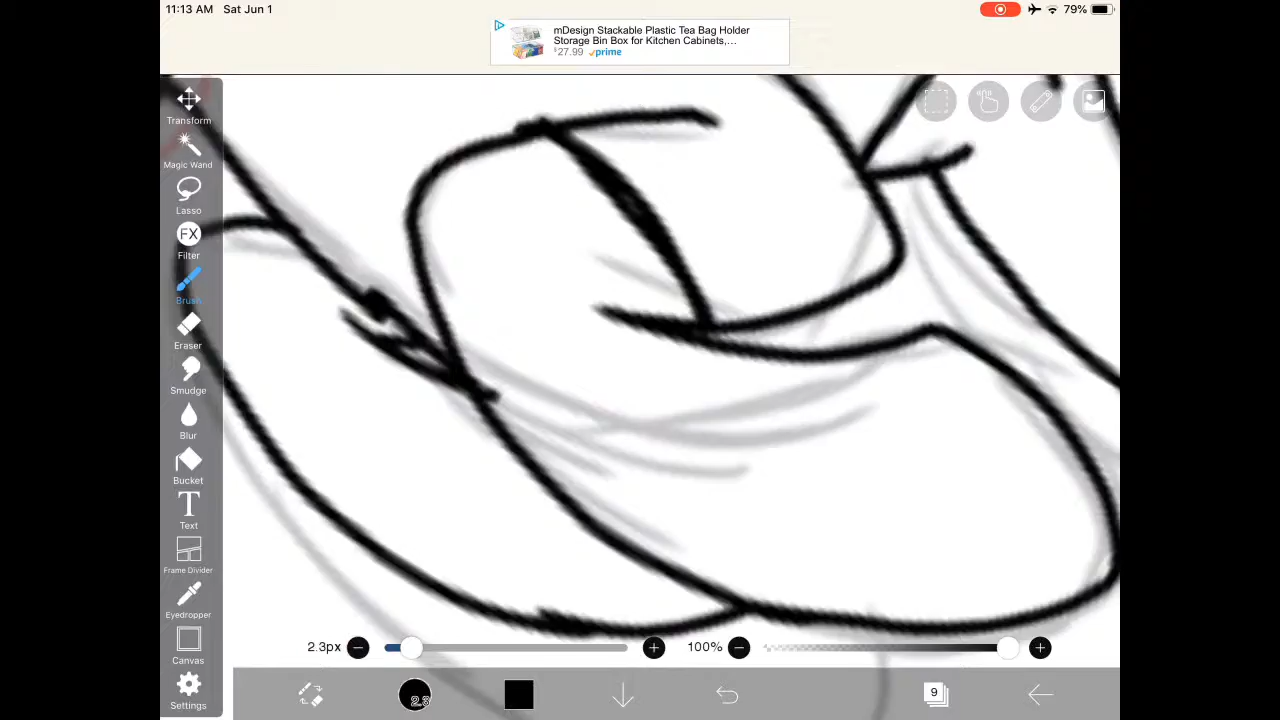 11:13 AM Sat Jun 1
79%
mDesign Stackable Plastic Tea Bag Holder
Storage Bin Box for Kitchen Cabinets,...
$27.99 prime
Transform
Magic Wand
Lasso
FX
Filter
Brush
Eraser
Smudge
Blur
Bucket
T
Text
Frame Divider
Eyedropper
Canvas
Settings
2.3px
100%
2.3
9